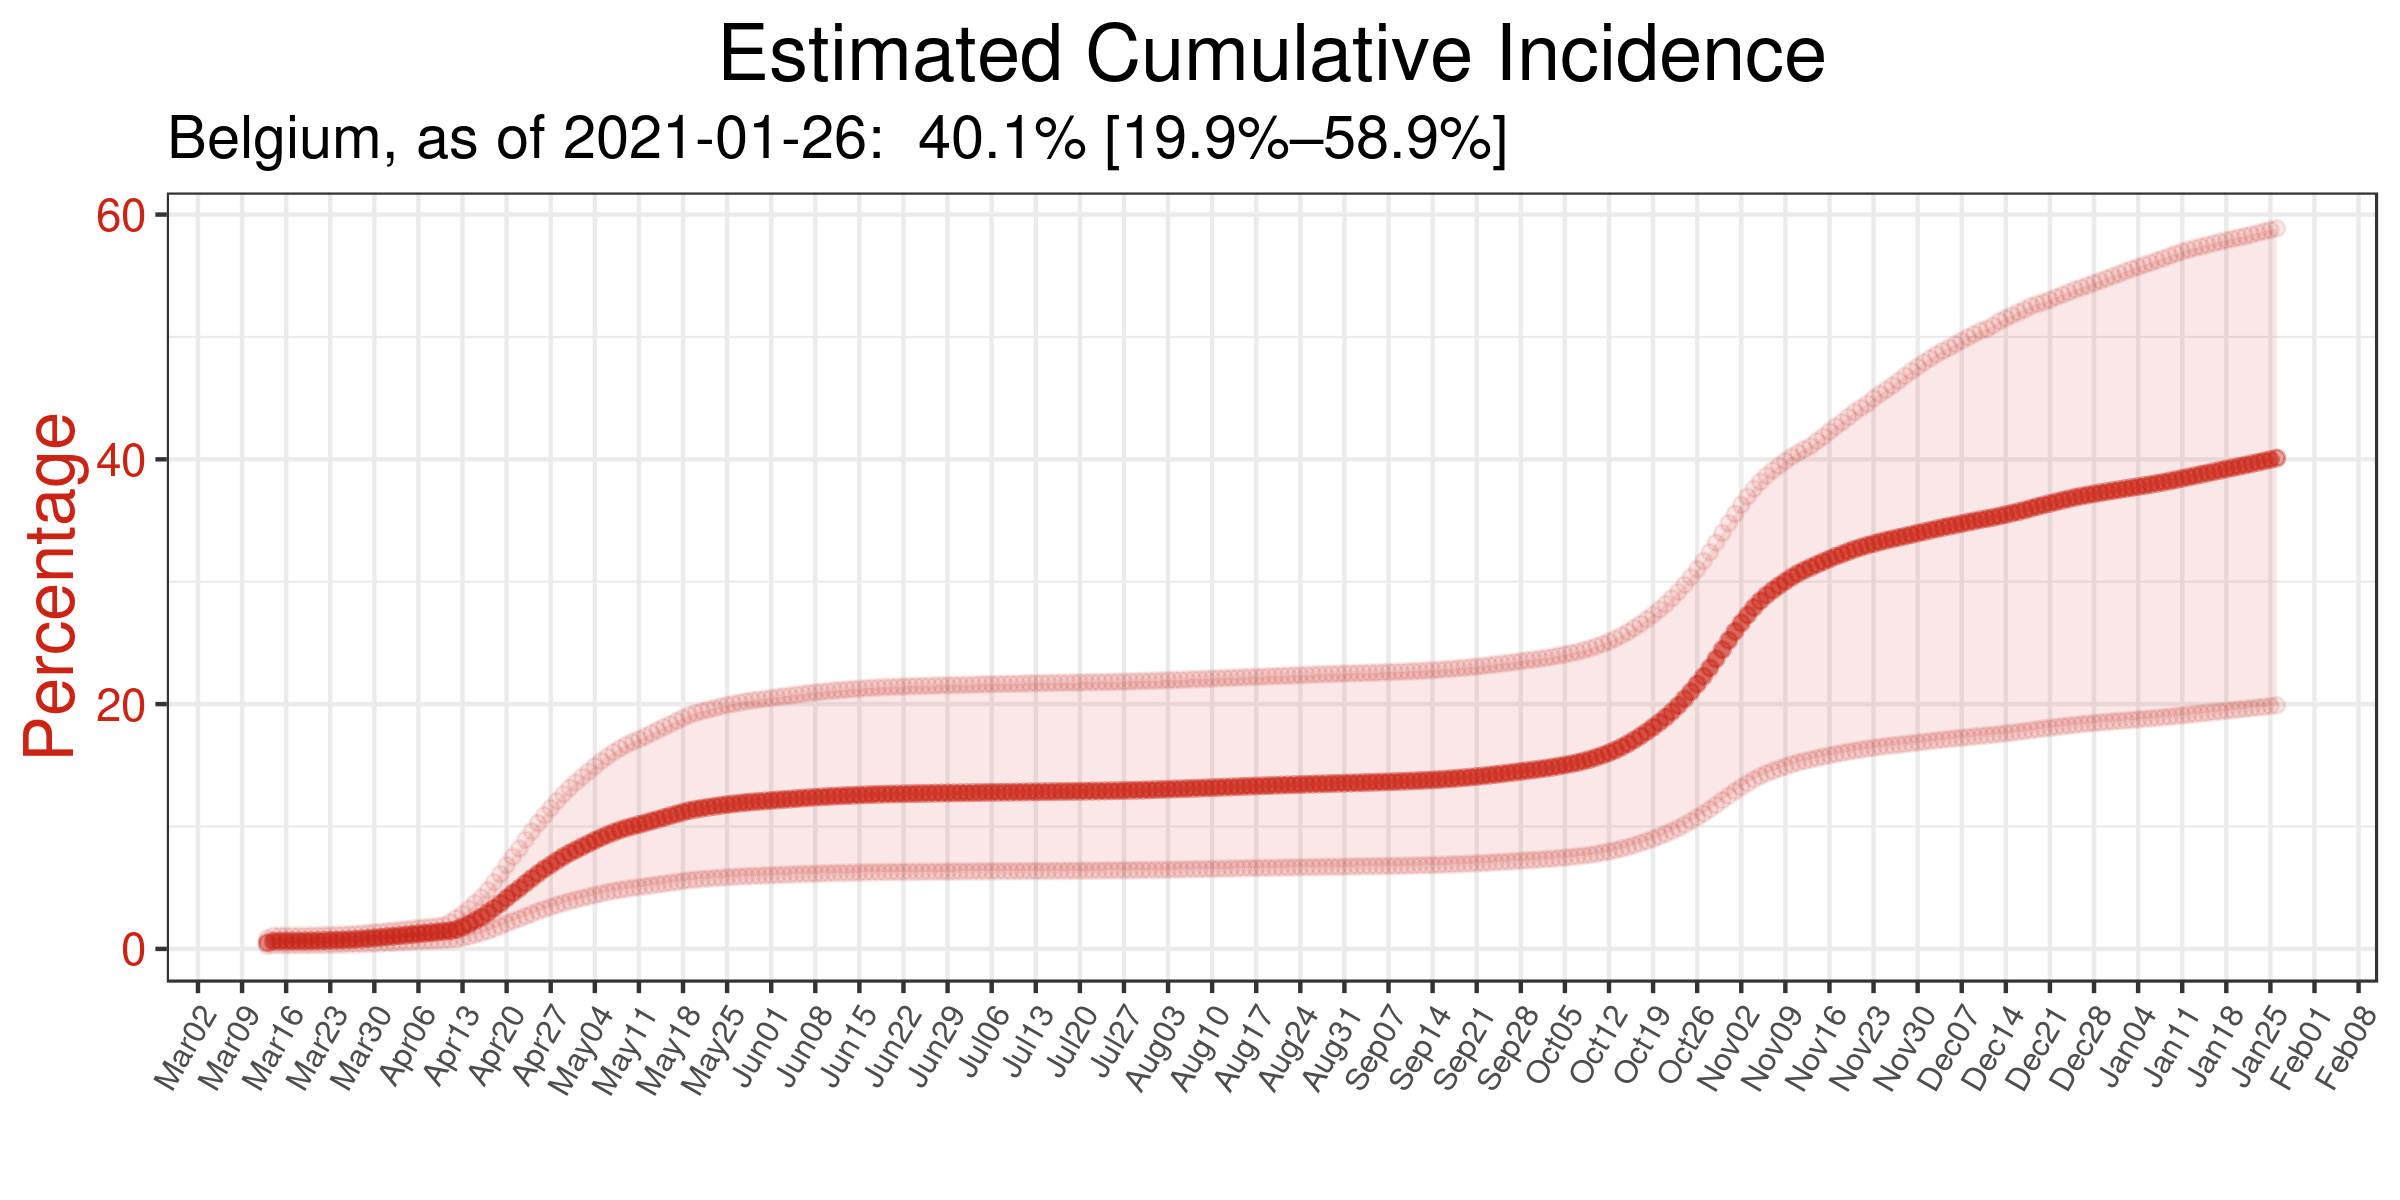 Estimated Cumulative Incidence
Belgium, as of 2021-01-26:  40.1% [19.9%–58.9%]
Percentage
60
40
20
0
Mar02
Mar09
Mar16
Mar23
Mar30
Apr06
Apr13
Apr20
Apr27
May04
May11
May18
May25
Jun01
Jun08
Jun15
Jun22
Jun29
Jul06
Jul13
Jul20
Jul27
Aug03
Aug10
Aug17
Aug24
Aug31
Sep07
Sep14
Sep21
Sep28
Oct05
Oct12
Oct19
Oct26
Nov02
Nov09
Nov16
Nov23
Nov30
Dec07
Dec14
Dec21
Dec28
Jan04
Jan11
Jan18
Jan25
Feb01
Feb08